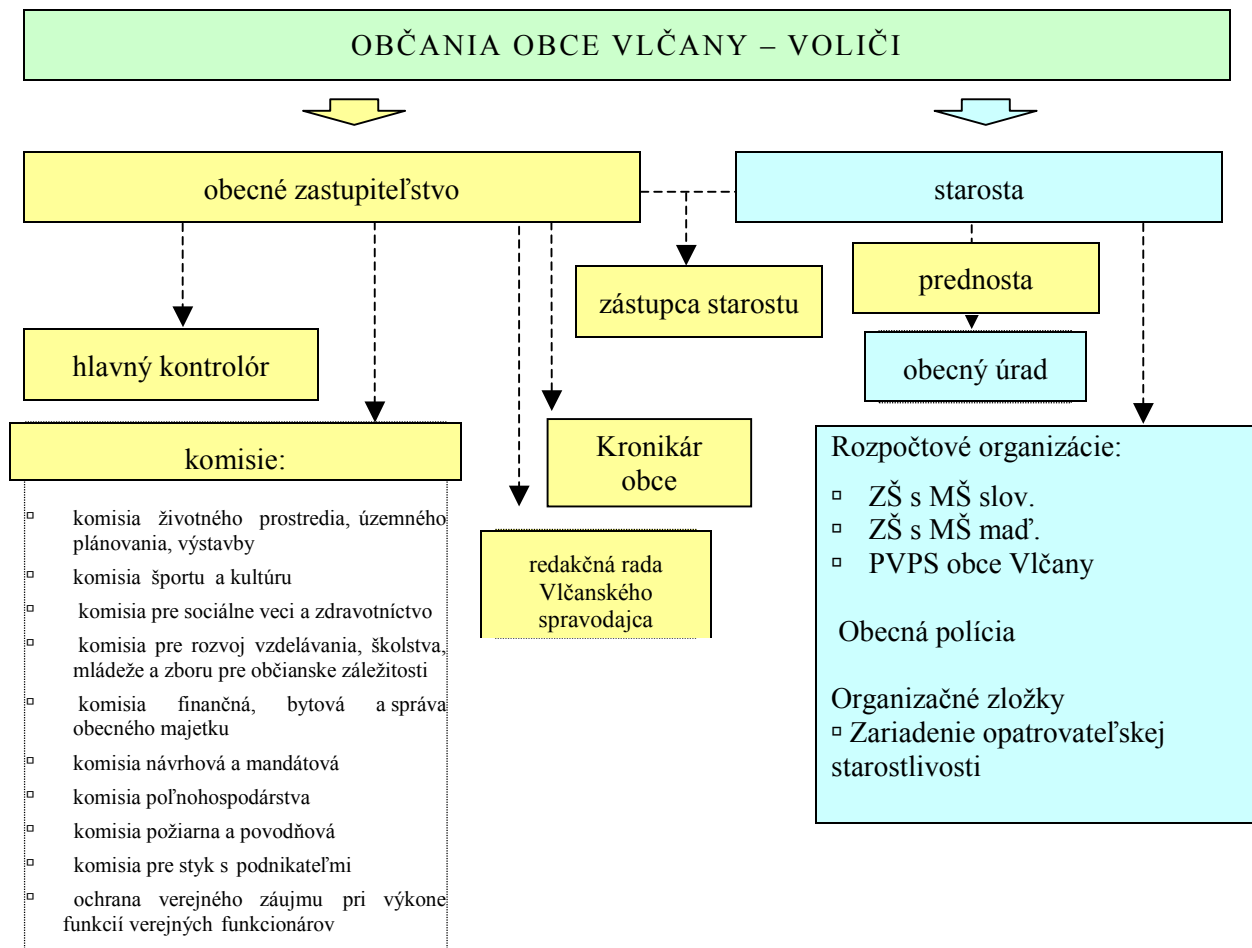 OBČANIA OBCE VLČANY – VOLIČI
obecné zastupiteľstvo
starosta
zástupca starostu
prednosta
hlavný kontrolór
obecný úrad
komisie:
▫ komisia životného prostredia, územného
plánovania, výstavby
▫ komisia športu a kultúru
▫ komisia pre sociálne veci a zdravotníctvo
▫ komisia pre rozvoj vzdelávania, školstva,
mládeže a zboru pre občianske záležitosti
▫ komisia finančná, bytová a správa
obecného majetku
▫ komisia návrhová a mandátová
▫ komisia poľnohospodárstva
▫ komisia požiarna a povodňová
▫ komisia pre styk s podnikateľmi
▫ ochrana verejného záujmu pri výkone
funkcií verejných funkcionárov
Kronikár
obce
redakčná rada
Vlčanského
spravodajca
Rozpočtové organizácie:
▫ ZŠ s MŠ slov.
▫ ZŠ s MŠ maď.
▫ PVPS obce Vlčany
Obecná polícia
Organizačné zložky
▫ Zariadenie opatrovateľskej
starostlivosti